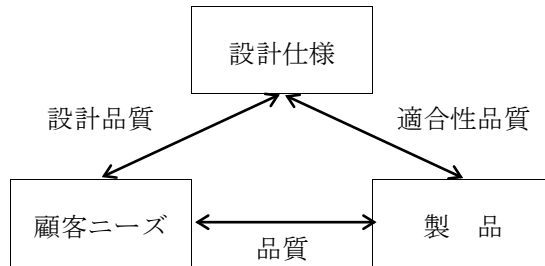 設計仕様
設計品質
適合性品質
顧客ニーズ
製　品
品質